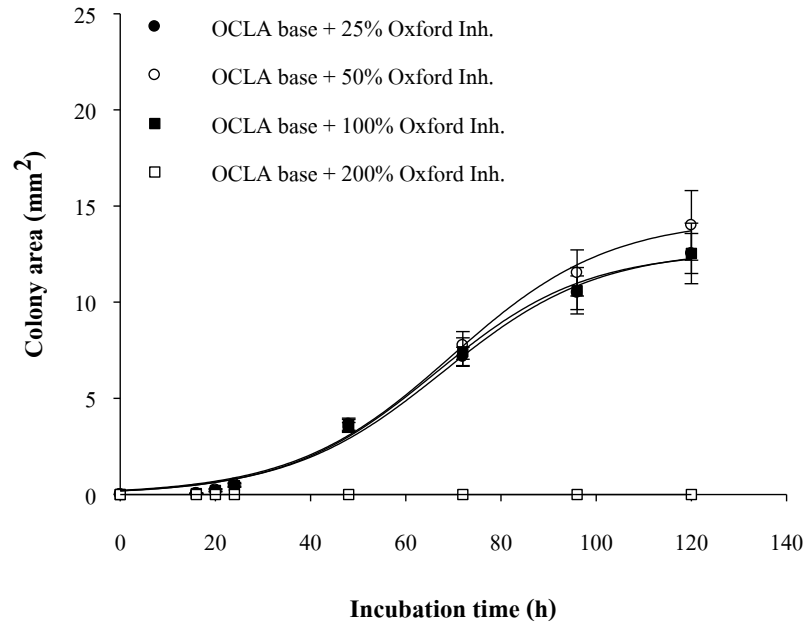 25
OCLA base + 25% Oxford Inh.
OCLA base + 50% Oxford Inh.
20
OCLA base + 100% Oxford Inh.
OCLA base + 200% Oxford Inh.
15
10
5
0
Colony area (mm²)
0 20 40 60 80 100 120 140
Incubation time (h)